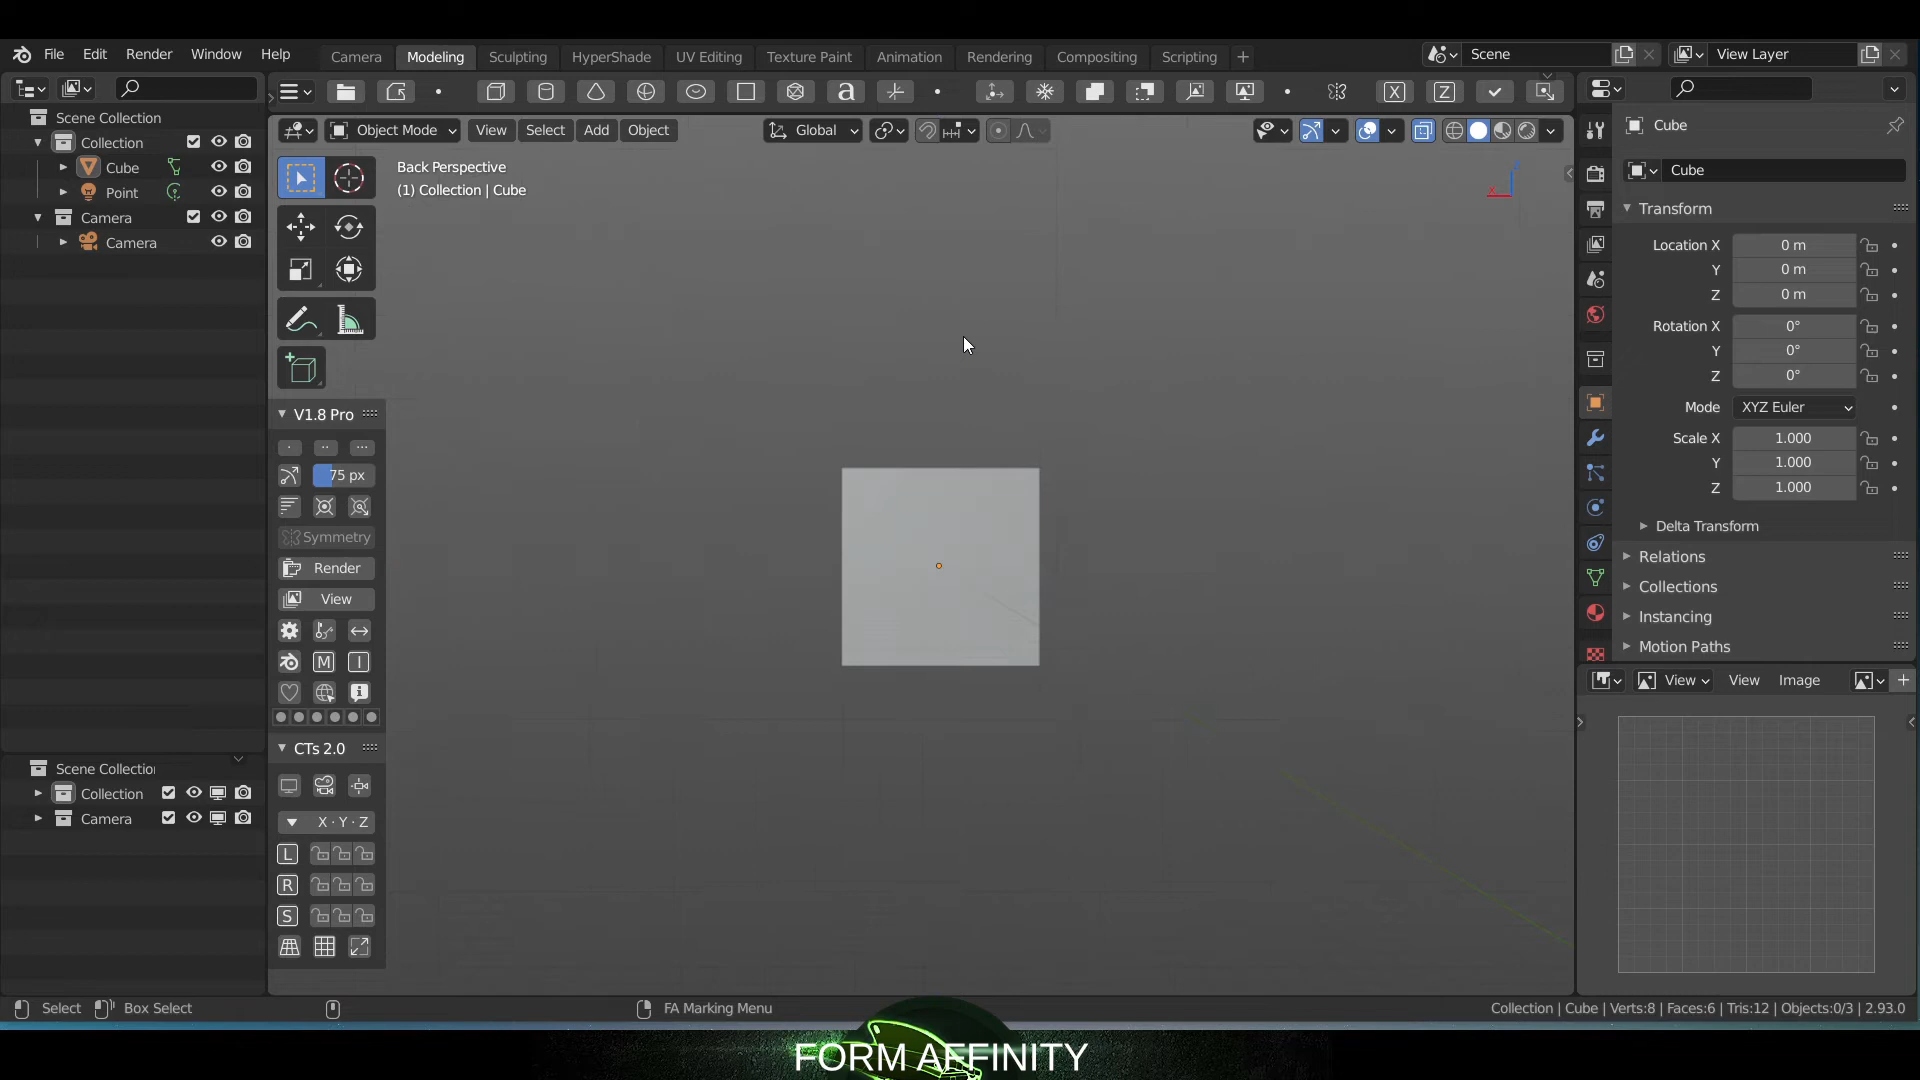 File Edit Render Window Help Camera Modeling Sculpting HyperShade UV Editing Texture Paint Animation Rendering Compositing Scripting + Scene View Layer
a X Z
Scene Collection
Collection
Cube
Point
Camera
Camera
Object Mode View Select Add Object Global
Back Perspective
(1) Collection | Cube
X
V1.8 Pro
75 px
Symmetry
Render
View
M I
CTs 2.0
X · Y · Z
L
R
S
Scene Collection
Collection
Camera
Cube
Cube
Transform
Location X 0 m
Y 0 m
Z 0 m
Rotation X 0°
Y 0°
Z 0°
Mode XYZ Euler
Scale X 1.000
Y 1.000
Z 1.000
Delta Transform
Relations
Collections
Instancing
Motion Paths
View View Image +
Select Box Select FA Marking Menu Collection | Cube | Verts:8 | Faces:6 | Tris:12 | Objects:0/3 | 2.93.0
FORM AFFINITY